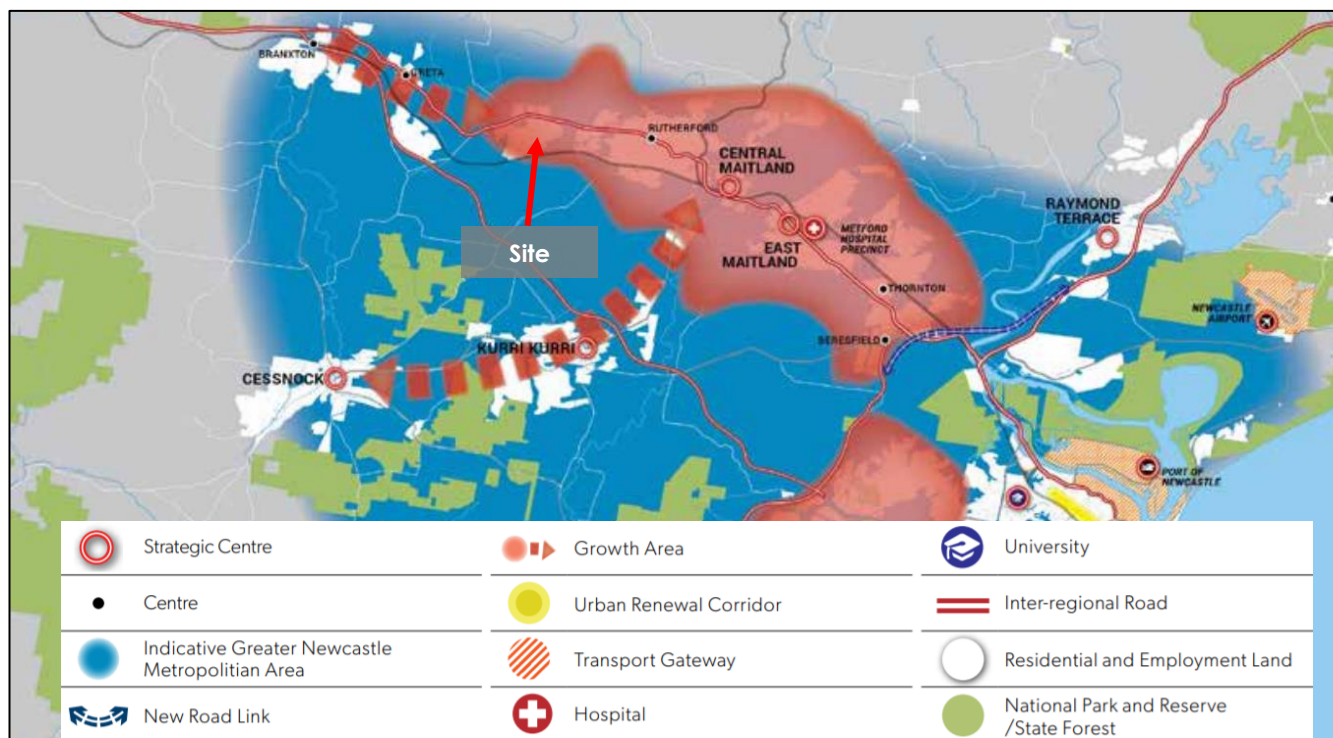 BRANXTON
GRETA
RUTHERFORD
CENTRAL
MAITLAND
RAYMOND
TERRACE
METFORD
HOSPITAL
PRECINCT
EAST
MAITLAND
Site
THORNTON
NEWCASTLE
AIRPORT
BERESFIELD
KURRI KURRI
CESSNOCK
PORT OF
NEWCASTLE
Strategic Centre
Growth Area
University
Centre
Urban Renewal Corridor
Inter-regional Road
Indicative Greater Newcastle
Metropolitian Area
Transport Gateway
Residential and Employment Land
New Road Link
Hospital
National Park and Reserve
/State Forest